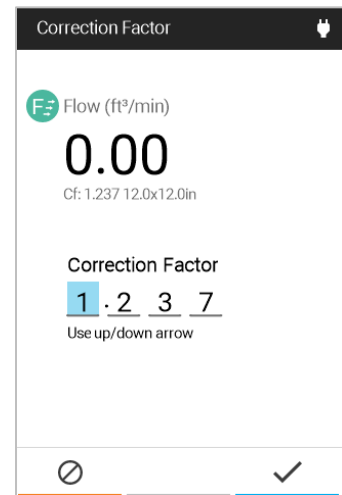 Correction Factor
F
Flow (ft³/min)
0.00
Cf: 1.237 12.0x12.0in
Correction Factor
1.237
Use up/down arrow